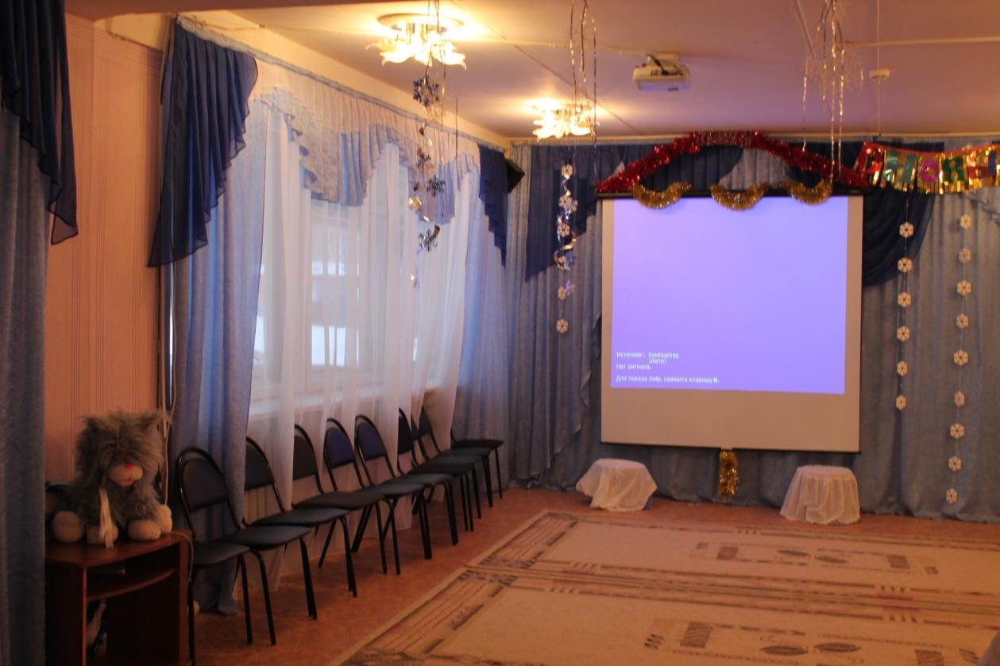 Источник : Компьютер
(Авто)
Нет сигнала.
Для показа Help, нажмите клавишу